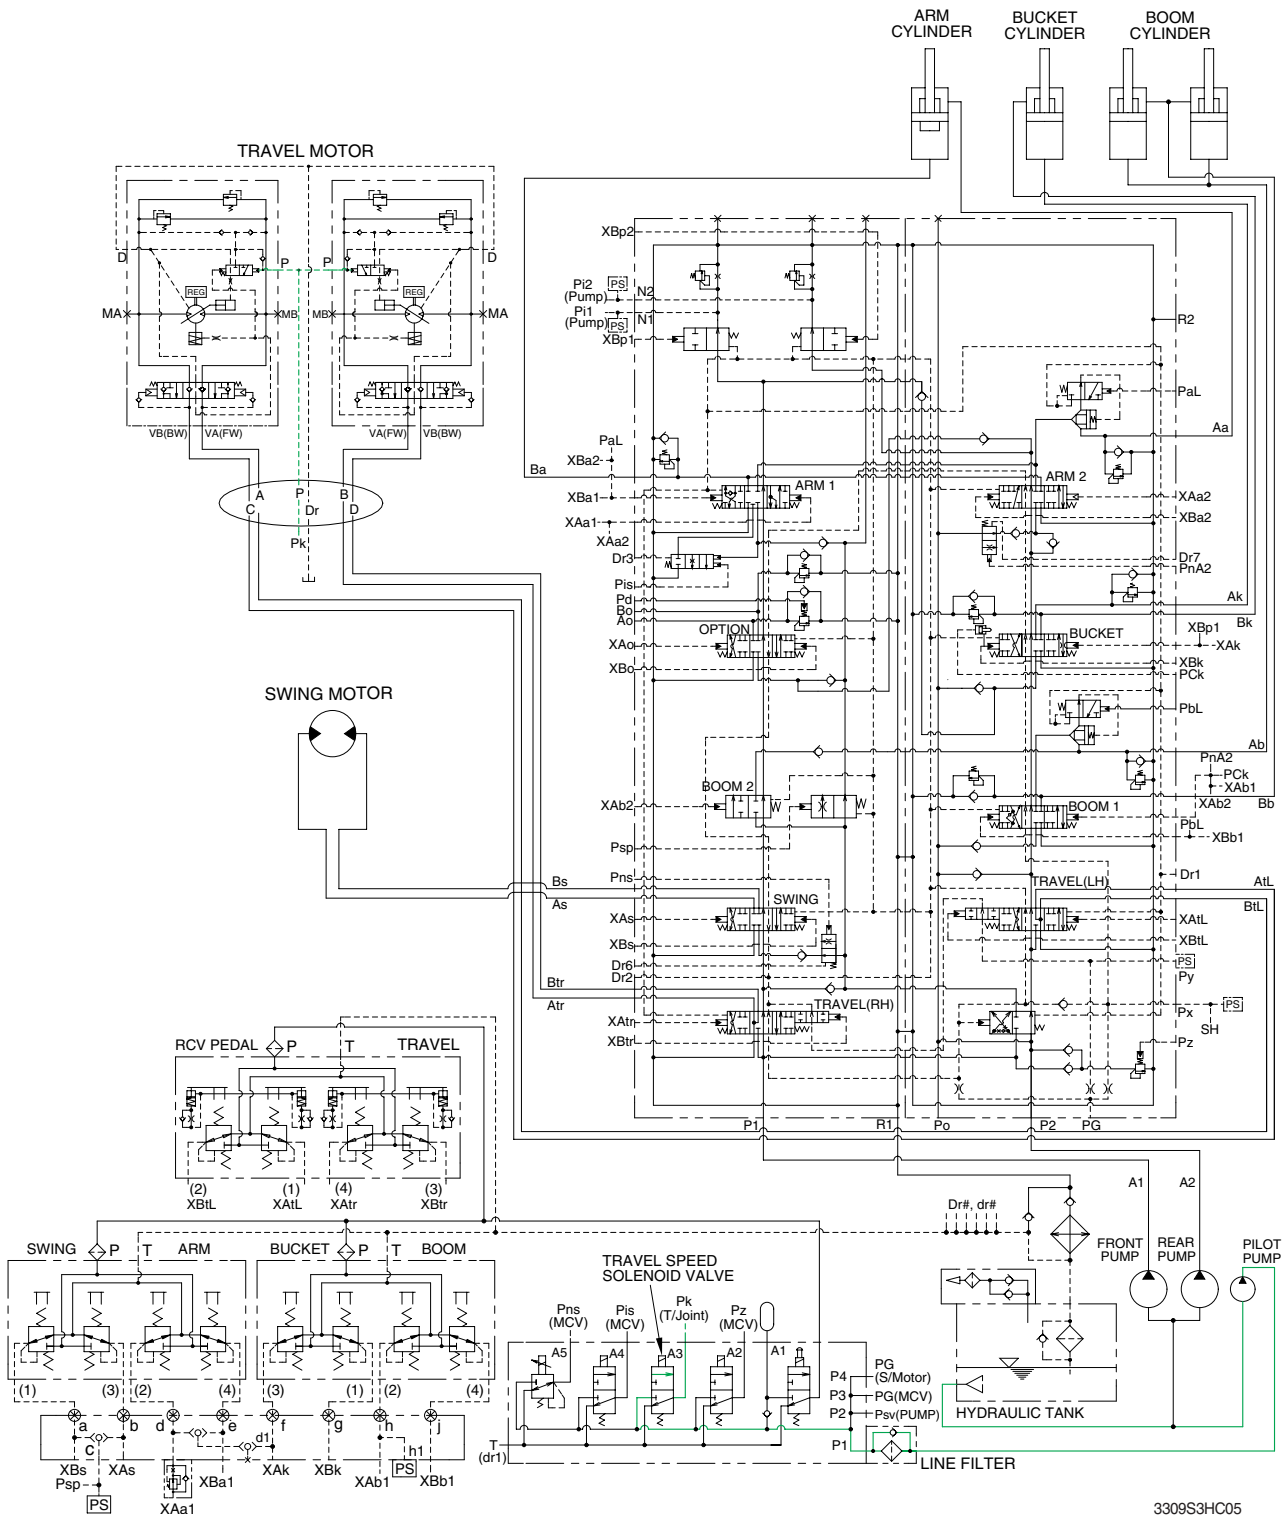 ARM
CYLINDER
BUCKET
CYLINDER
BOOM
CYLINDER
TRAVEL MOTOR
XBp2
D
P
P
D
REG
REG
MA
MB
MB
MA
Pi2
(Pump)
PS
N2
Pi1
(Pump)
PS
N1
XBp1
R2
PaL
VB(BW)
VA(FW)
VA(FW)
VB(BW)
Aa
PaL
XBa2
Ba
XBa1
ARM 1
ARM 2
XAa2
XAa1
XBa2
XAa2
A
P
B
C
Dr
D
Pk
Dr3
Dr7
PnA2
Pis
Pd
Bo
Ao
Ak
Bk
OPTION
BUCKET
XBp1
XAo
XAk
XBo
XBk
PCk
SWING MOTOR
PbL
Ab
PnA2
PCk
XAb1
XAb2
Bb
BOOM 2
XAb2
BOOM 1
PbL
XBb1
Psp
Pns
Dr1
Bs
As
TRAVEL(LH)
AtL
BtL
SWING
XAs
XAtL
XBs
XBtL
Dr6
Dr2
PS
Py
Btr
Atr
TRAVEL(RH)
PS
Px
SH
XAtr
XBtr
Pz
RCV PEDAL
P
T
TRAVEL
P1
R1
Po
P2
PG
(2)
XBtL
(1)
XAtL
(4)
XAtr
(3)
XBtr
A1
A2
Dr#, dr#
SWING
P
T
ARM
BUCKET
P
T
BOOM
FRONT
PUMP
REAR
PUMP
PILOT
PUMP
TRAVEL SPEED
SOLENOID VALVE
Pns
(MCV)
Pis
(MCV)
Pk
(T/Joint)
Pz
(MCV)
A5
A4
A3
A2
A1
P4
PG
(S/Motor)
P3
PG(MCV)
P2
Psv(PUMP)
P1
T
(dr1)
HYDRAULIC TANK
LINE FILTER
(1)
(3)
(2)
(4)
(3)
(1)
(2)
(4)
a
b
d
e
f
g
h
j
c
d1
h1
XBs
XAs
XBa1
XAk
XBk
XAb1
PS
XBb1
Psp
PS
XAa1
3309S3HC05